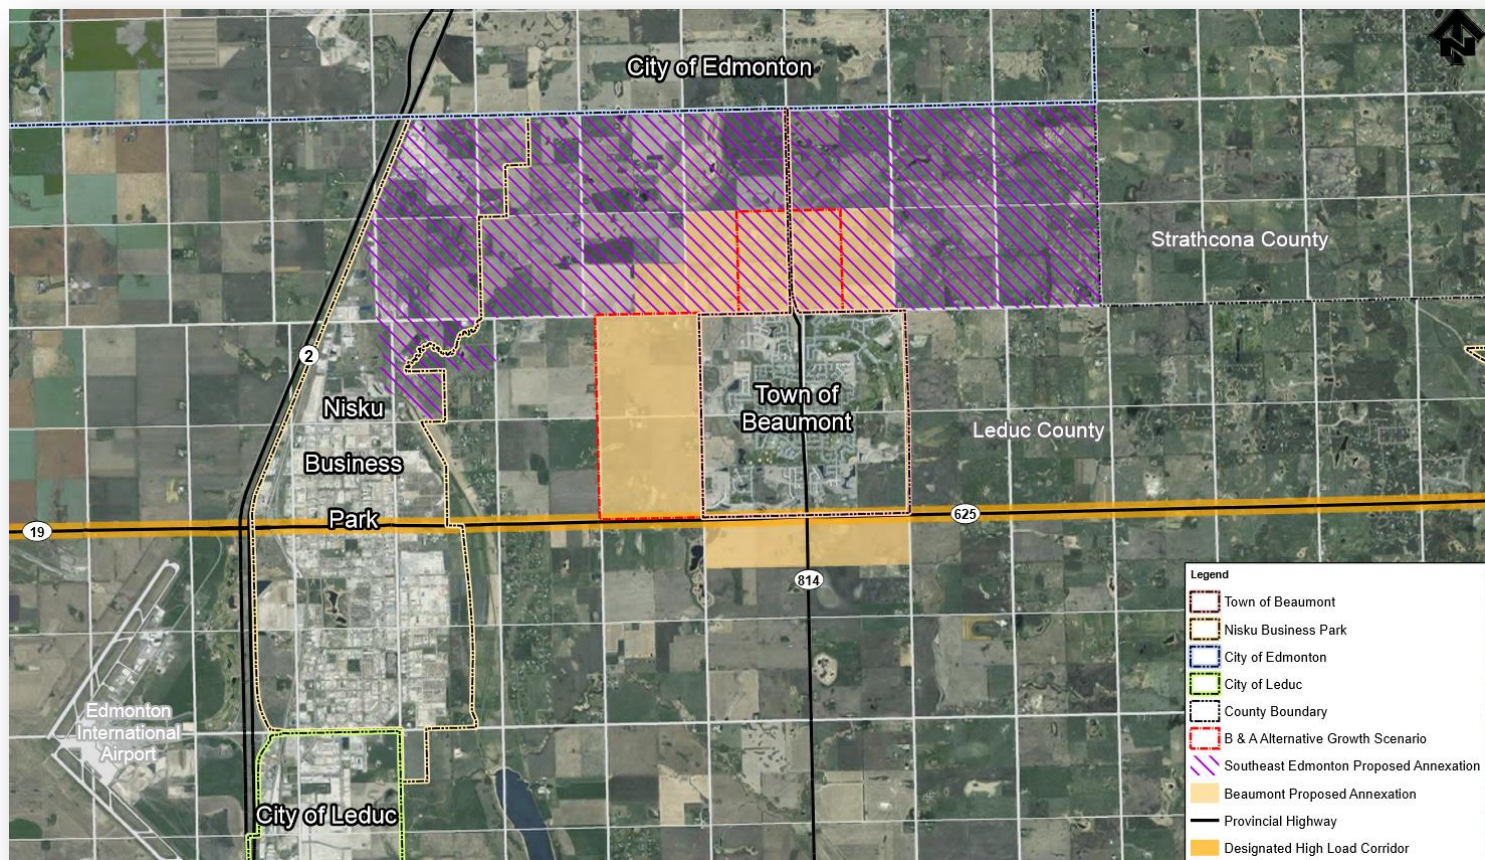 N
City of Edmonton
Strathcona County
2
Nisku
Business
Park
Town of
Beaumont
Leduc County
19
625
814
Edmonton
International
Airport
City of Leduc
Legend
Town of Beaumont
Nisku Business Park
City of Edmonton
City of Leduc
County Boundary
B & A Alternative Growth Scenario
Southeast Edmonton Proposed Annexation
Beaumont Proposed Annexation
Provincial Highway
Designated High Load Corridor